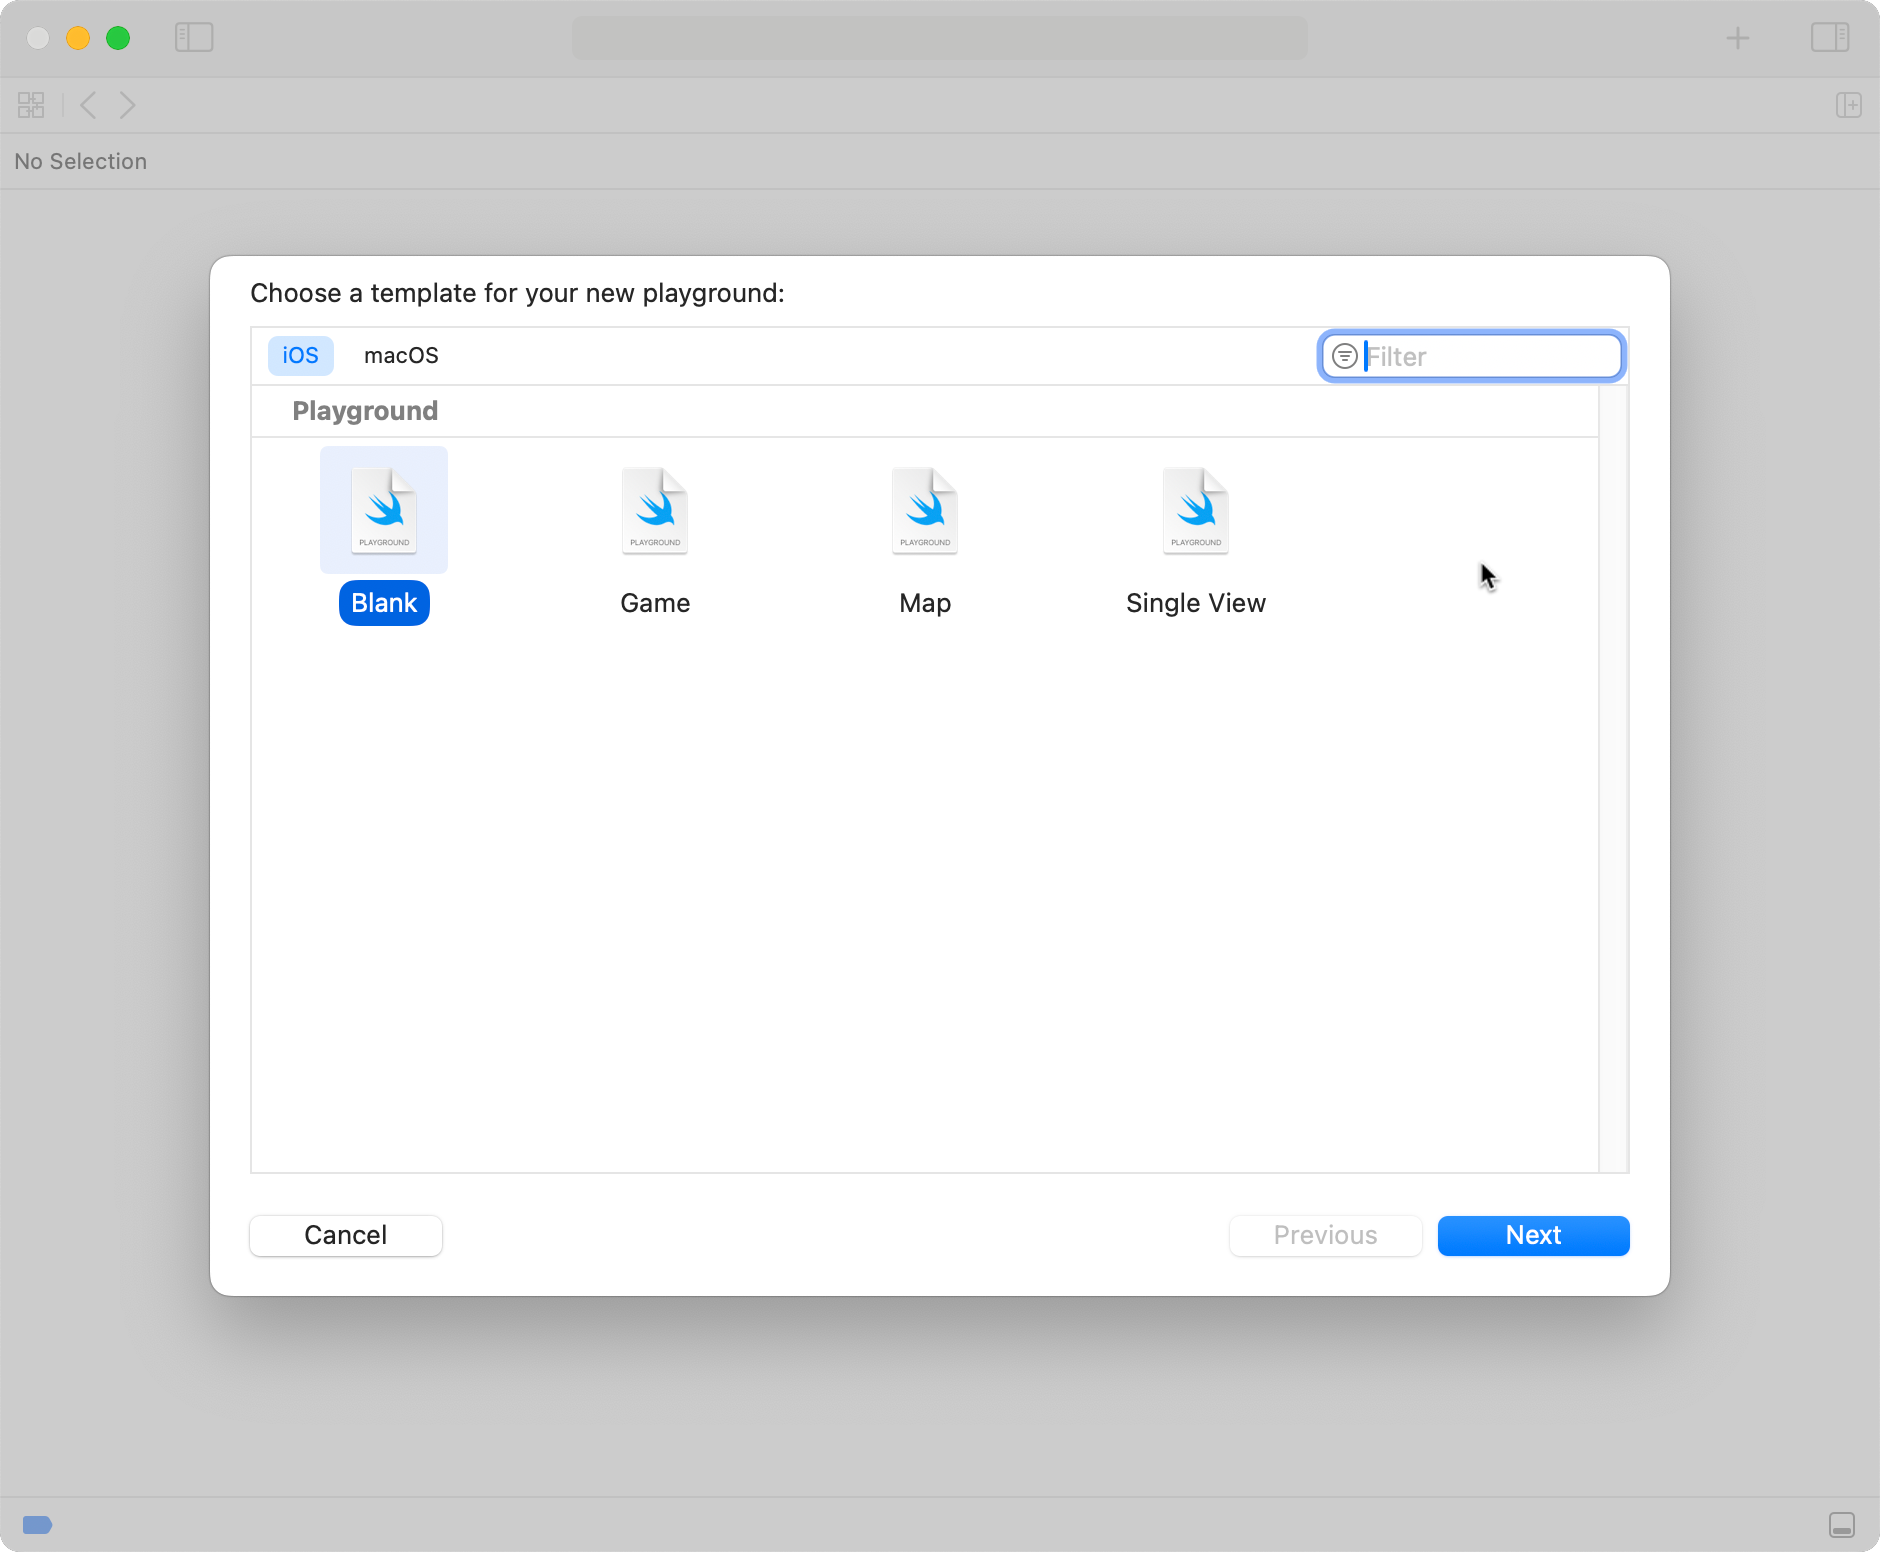 No Selection
Choose a template for your new playground:
iOS macOS Filter
Playground
PLAYGROUND PLAYGROUND PLAYGROUND PLAYGROUND
Blank Game Map Single View
Cancel Previous Next